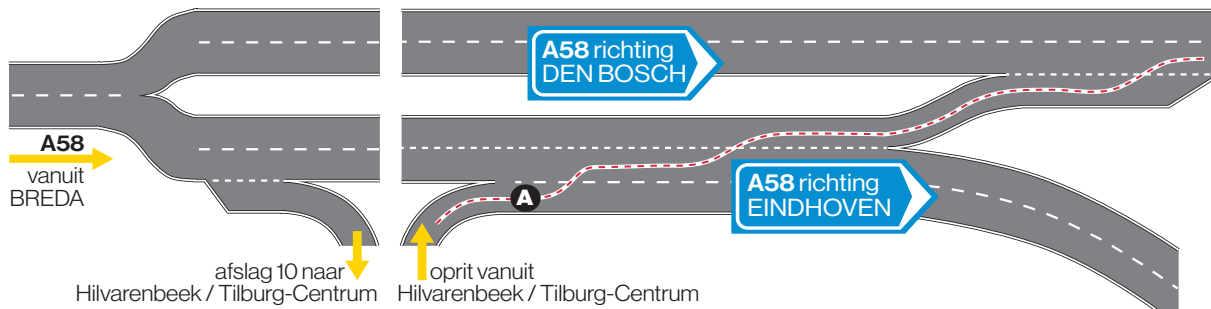 A58 richting
DEN BOSCH
A58
vanuit
BREDA
A58 richting
EINDHOVEN
A
afslag 10 naar
Hilvarenbeek / Tilburg-Centrum
oprit vanuit
Hilvarenbeek / Tilburg-Centrum